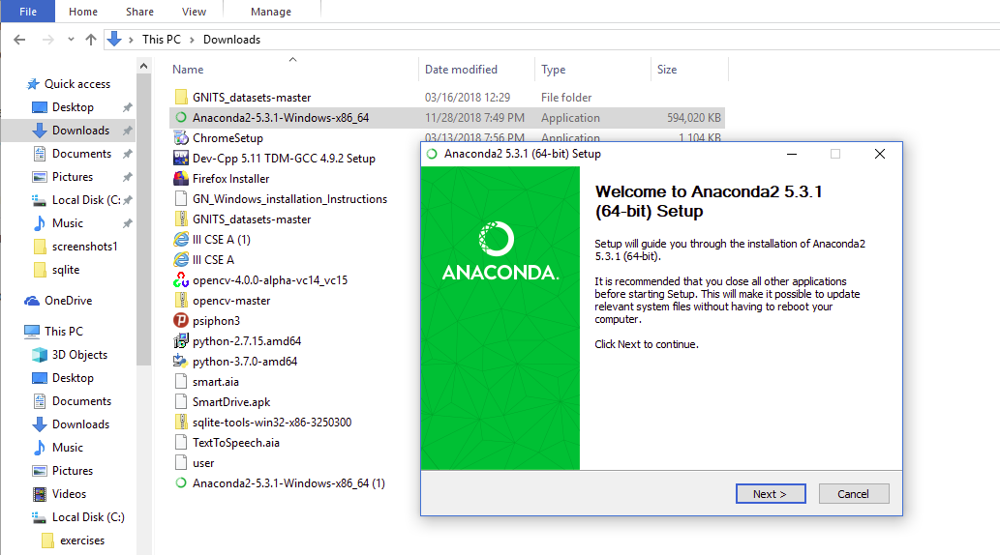 File Home Share View Manage
This PC > Downloads
Name Date modified Type Size
Quick access
Desktop
Downloads
Documents
Pictures
Local Disk (C:
Music
screenshots1
sqlite
OneDrive
This PC
3D Objects
Desktop
Documents
Downloads
Music
Pictures
Videos
Local Disk (C:)
exercises
GNITS_datasets-master 03/16/2018 12:29 File folder
Anaconda2-5.3.1-Windows-x86_64 11/28/2018 7:49 PM Application 594,020 KB
ChromeSetup 03/13/2018 7:56 PM Application 1,104 KB
Dev-Cpp 5.11 TDM-GCC 4.9.2 Setup
Firefox Installer
GN_Windows_installation_Instructions
GNITS_datasets-master
III CSE A (1)
III CSE A
opencv-4.0.0-alpha-vc14_vc15
opencv-master
psiphon3
python-2.7.15.amd64
python-3.7.0-amd64
smart.aia
SmartDrive.apk
sqlite-tools-win32-x86-3250300
TextToSpeech.aia
user
Anaconda2-5.3.1-Windows-x86_64 (1)
Anaconda2 5.3.1 (64-bit) Setup
ANACONDA.
Welcome to Anaconda2 5.3.1
(64-bit) Setup
Setup will guide you through the installation of Anaconda2
5.3.1 (64-bit).
It is recommended that you close all other applications
before starting Setup. This will make it possible to update
relevant system files without having to reboot your
computer.
Click Next to continue.
Next > Cancel